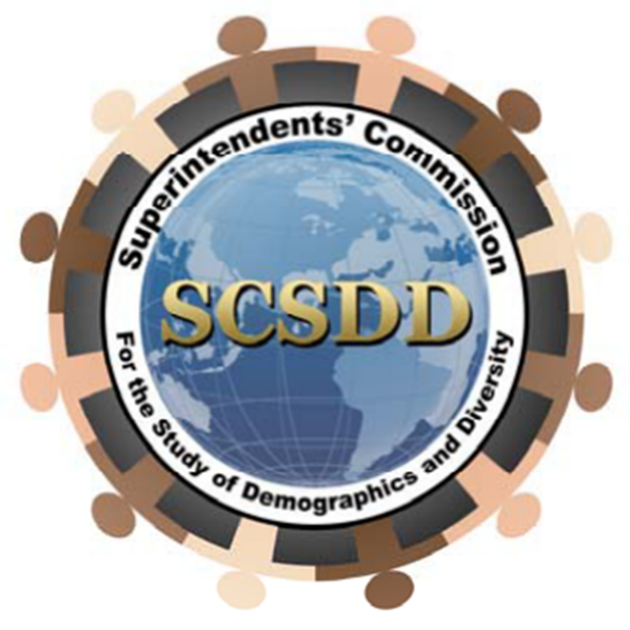 Superintendents' Commission
SCSDD
For the Study of Demographics and Diversity